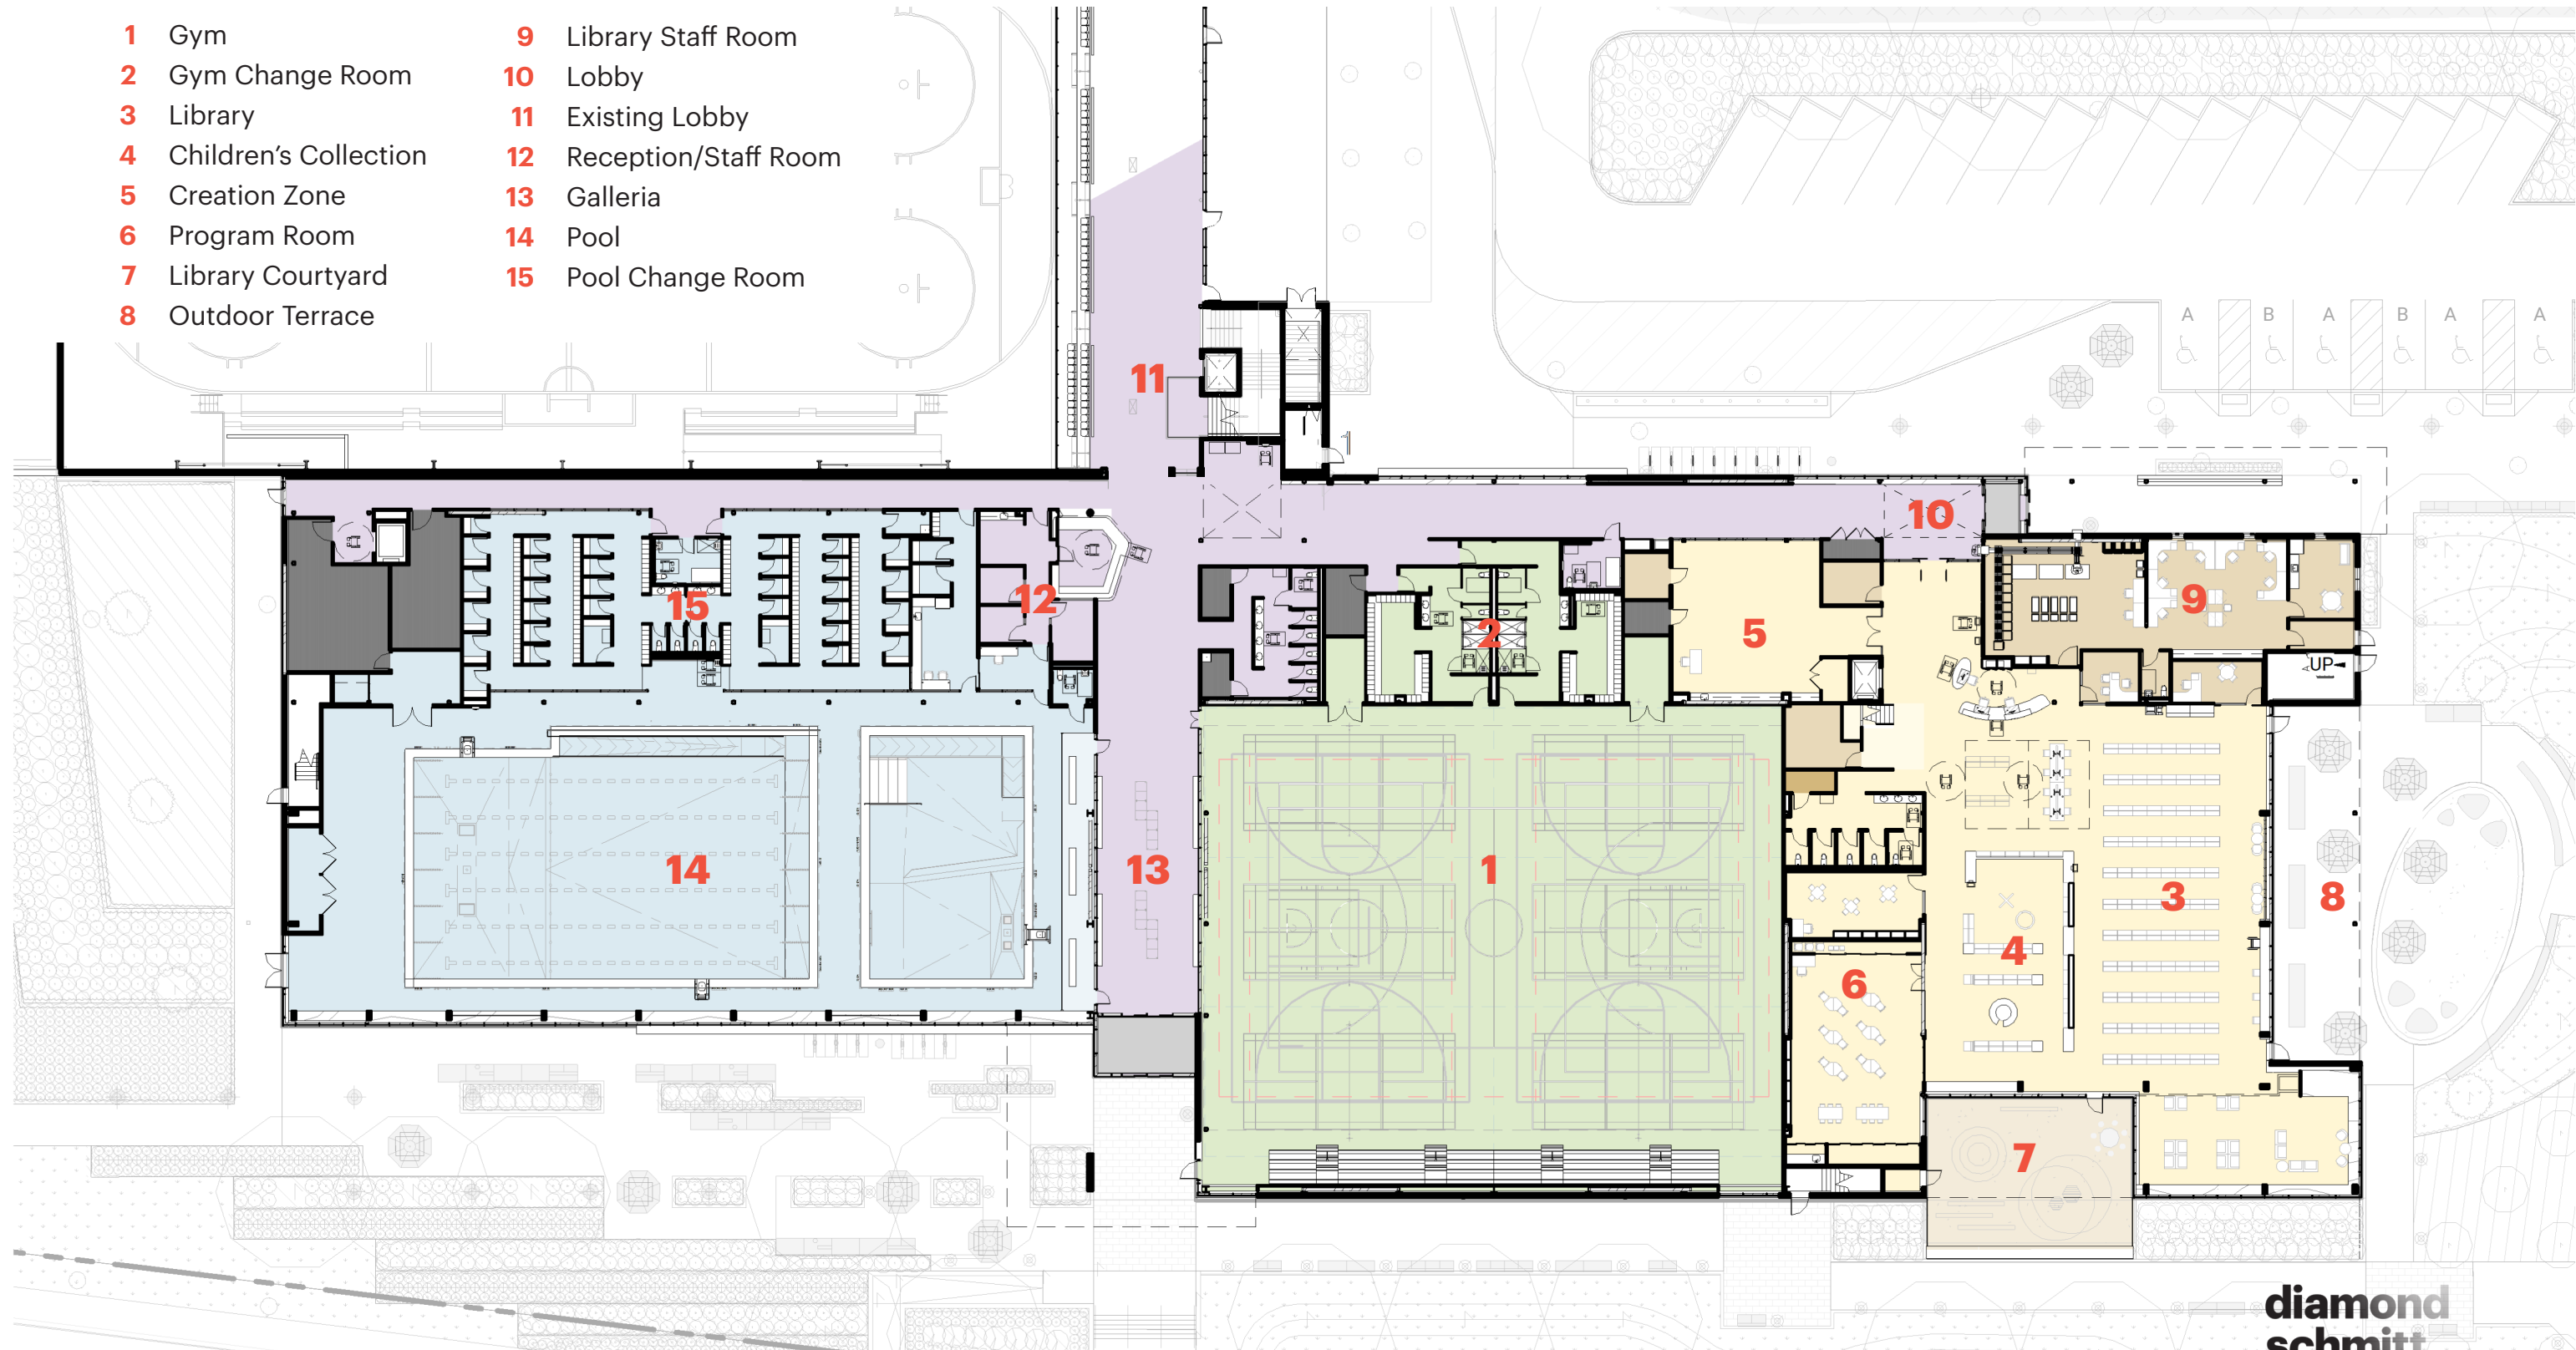 1 Gym
2 Gym Change Room
3 Library
4 Children's Collection
5 Creation Zone
6 Program Room
7 Library Courtyard
8 Outdoor Terrace
9 Library Staff Room
10 Lobby
11 Existing Lobby
12 Reception/Staff Room
13 Galleria
14 Pool
15 Pool Change Room
A B A B A A
11
10
15 12 2 5 9
UP
14 13 1 4 3 8
6
7
diamond
schmitt